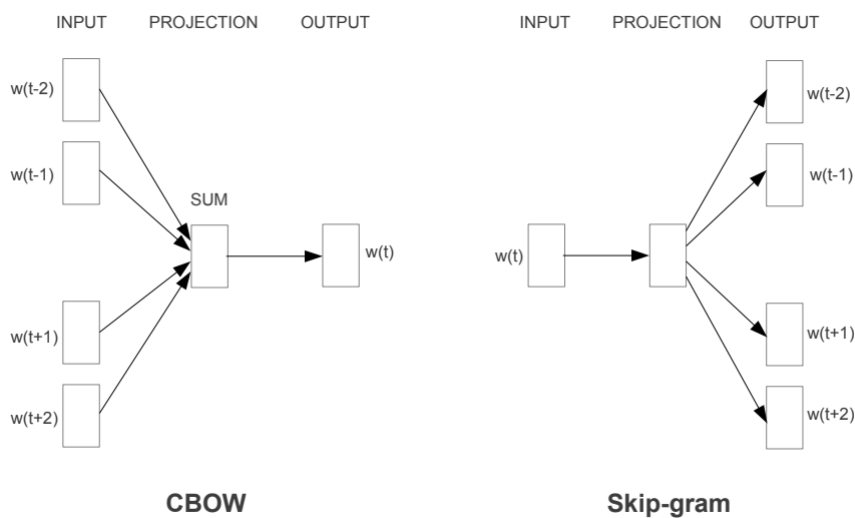 INPUT PROJECTION OUTPUT
w(t-2)
w(t-1)
SUM
w(t)
w(t+1)
w(t+2)
CBOW
INPUT PROJECTION OUTPUT
w(t-2)
w(t-1)
w(t)
w(t+1)
w(t+2)
Skip-gram